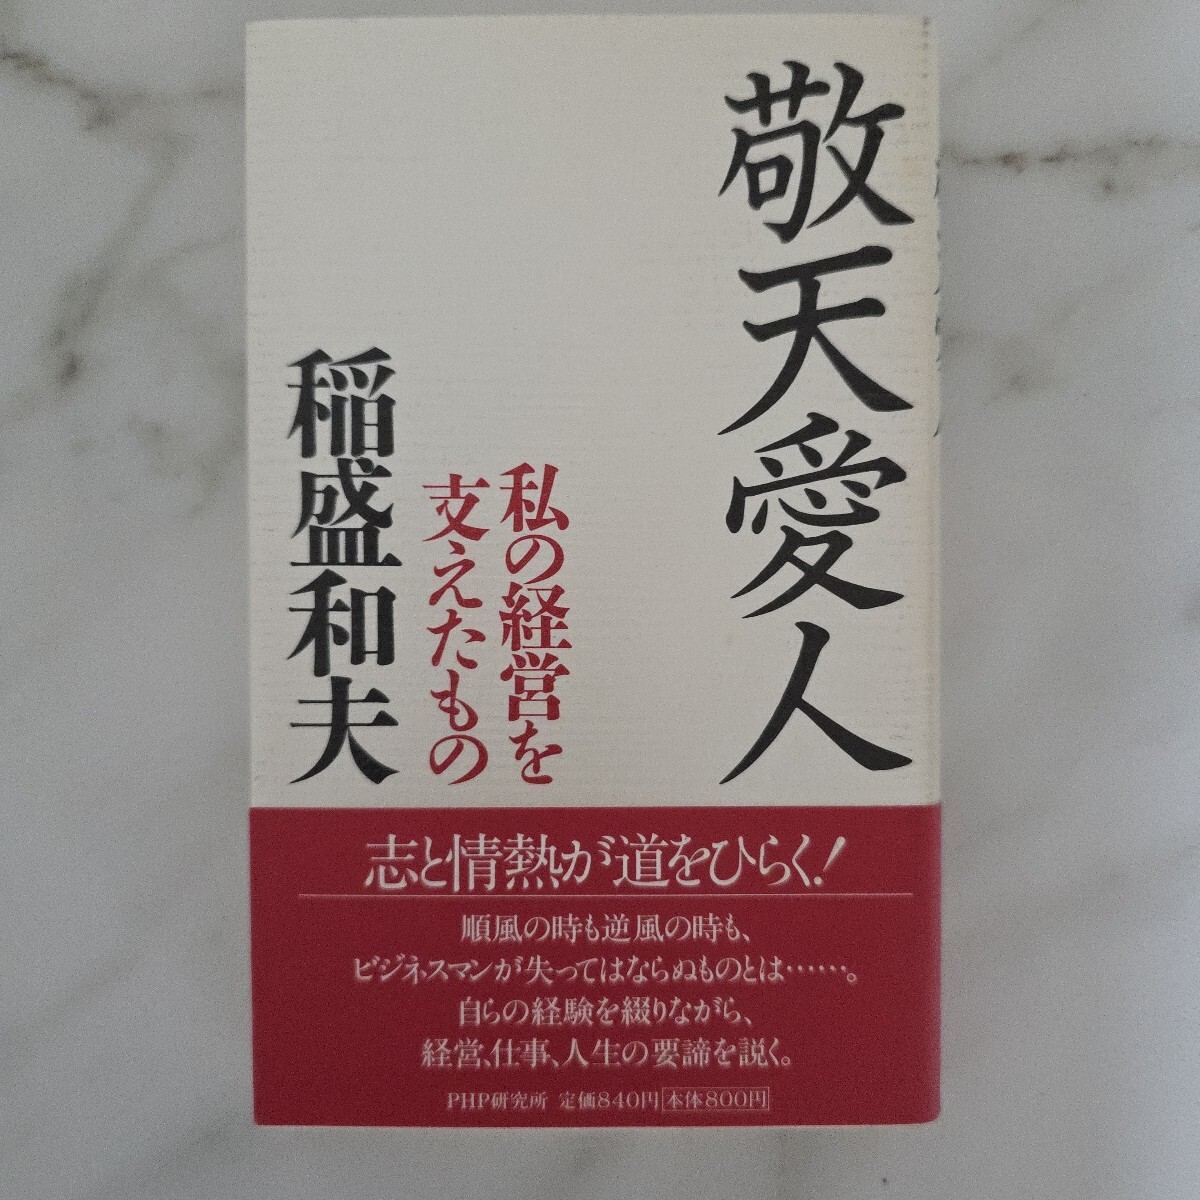 敬天愛人
私の経営を
支えたもの
稲盛和夫
志と情熱が道をひらく!
順風の時も逆風の時も、
ビジネスマンが失ってはならぬものとは……。
自らの経験を綴りながら、
経営、仕事、人生の要諦を説く。
PHP研究所 定価840円 本体800円